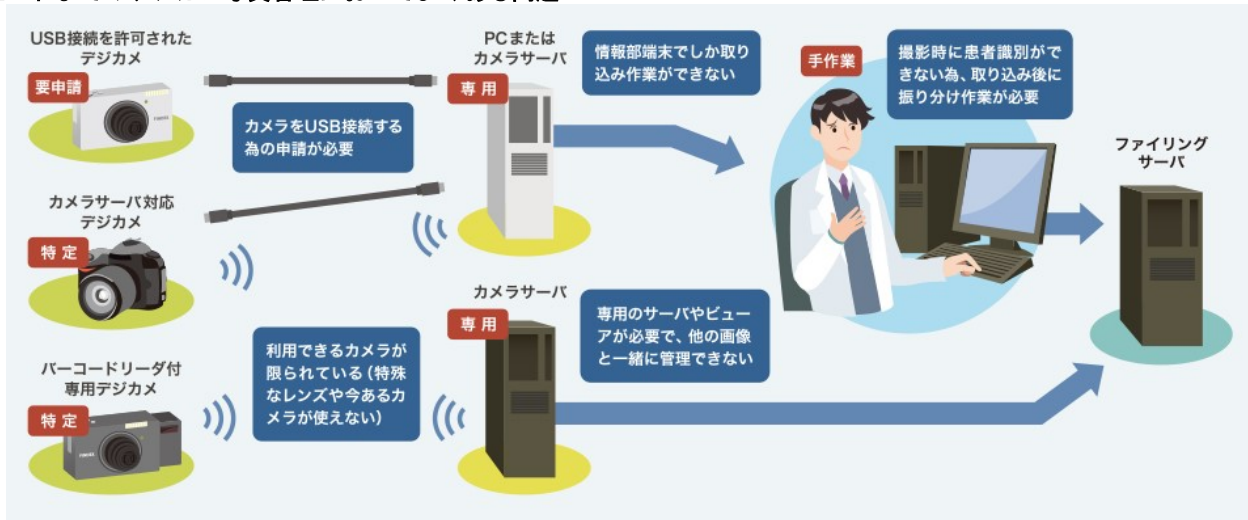 USB接続を許可された
デジカメ
要申請
カメラをUSB接続する
為の申請が必要
PCまたは
カメラサーバ
専用
情報部端末でしか取り
込み作業ができない
手作業
撮影時に患者識別がで
きない為、取り込み後に
振り分け作業が必要
ファイリング
サーバ
カメラサーバ対応
デジカメ
特定
カメラサーバ
専用
専用のサーバやビュー
アが必要で、他の画像
と一緒に管理できない
バーコードリーダ付
専用デジカメ
特定
利用できるカメラが
限られている(特殊
なレンズや今あるカ
メラが使えない)